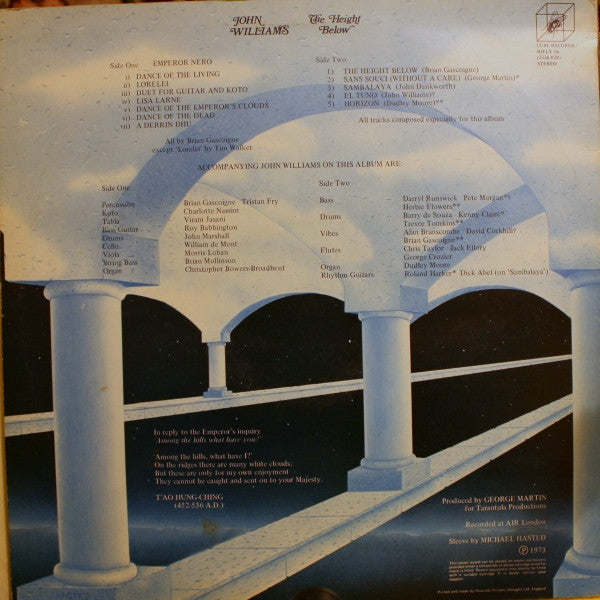 JOHN WILLIAMS
The Height Below
CUBE RECORDS
STEREO
Side One EMPEROR NERO
i) DANCE OF THE LIVING
ii) LORELEI
iii) DUET FOR GUITAR AND KOTO
iv) LISA LARNE
v) DANCE OF THE EMPEROR'S CLOUDS
vi) DANCE OF THE DEAD
vii) A DERRIN DHU
All by Brian Gascoigne
except 'Lorelei' by Tim Walker
Side Two
1) THE HEIGHT BELOW (Brian Gascoigne)
2) SANS SOUCI (WITHOUT A CARE) (George Martin)*
3) SAMBALAYA (John Dankworth)
4) EL TUNO (John Williams)†
5) HORIZON (Dudley Moore)**
All tracks composed especially for this album
ACCOMPANYING JOHN WILLIAMS ON THIS ALBUM ARE:
Side One
Percussion Brian Gascoigne Tristan Fry
Koto Charlotte Nassim
Tabla Viram Jasani
Bass Guitar Roy Babbington
Drums John Marshall
Cello William de Mont
Viola Morris Loban
String Bass Brian Mollinson
Organ Christopher Bowers-Broadbent
Side Two
Bass Darryl Runswick Pete Morgan*†
Herbie Flowers**
Drums Barry de Souza Kenny Clare*
Trevor Tomkins**
Vibes Alan Branscombe David Corkhill†
Brian Gascoigne**
Flutes Chris Taylor Jack Ellory
George Crozier
Organ Dudley Moore**
Rhythm Guitars Roland Harker* Dick Abel (on 'Sambalaya')
In reply to the Emperor's inquiry
'Among the hills what have you?'
'Among the hills, what have I?'
On the ridges there are many white clouds;
But these are only for my own enjoyment
They cannot be caught and sent on to your Majesty.
T'AO HUNG-CHING
(452-536 A.D.)
Produced by GEORGE MARTIN
for Tarantola Productions
Recorded at AIR London
Sleeve by MICHAEL HASTED
Ⓟ 1973
HASTED